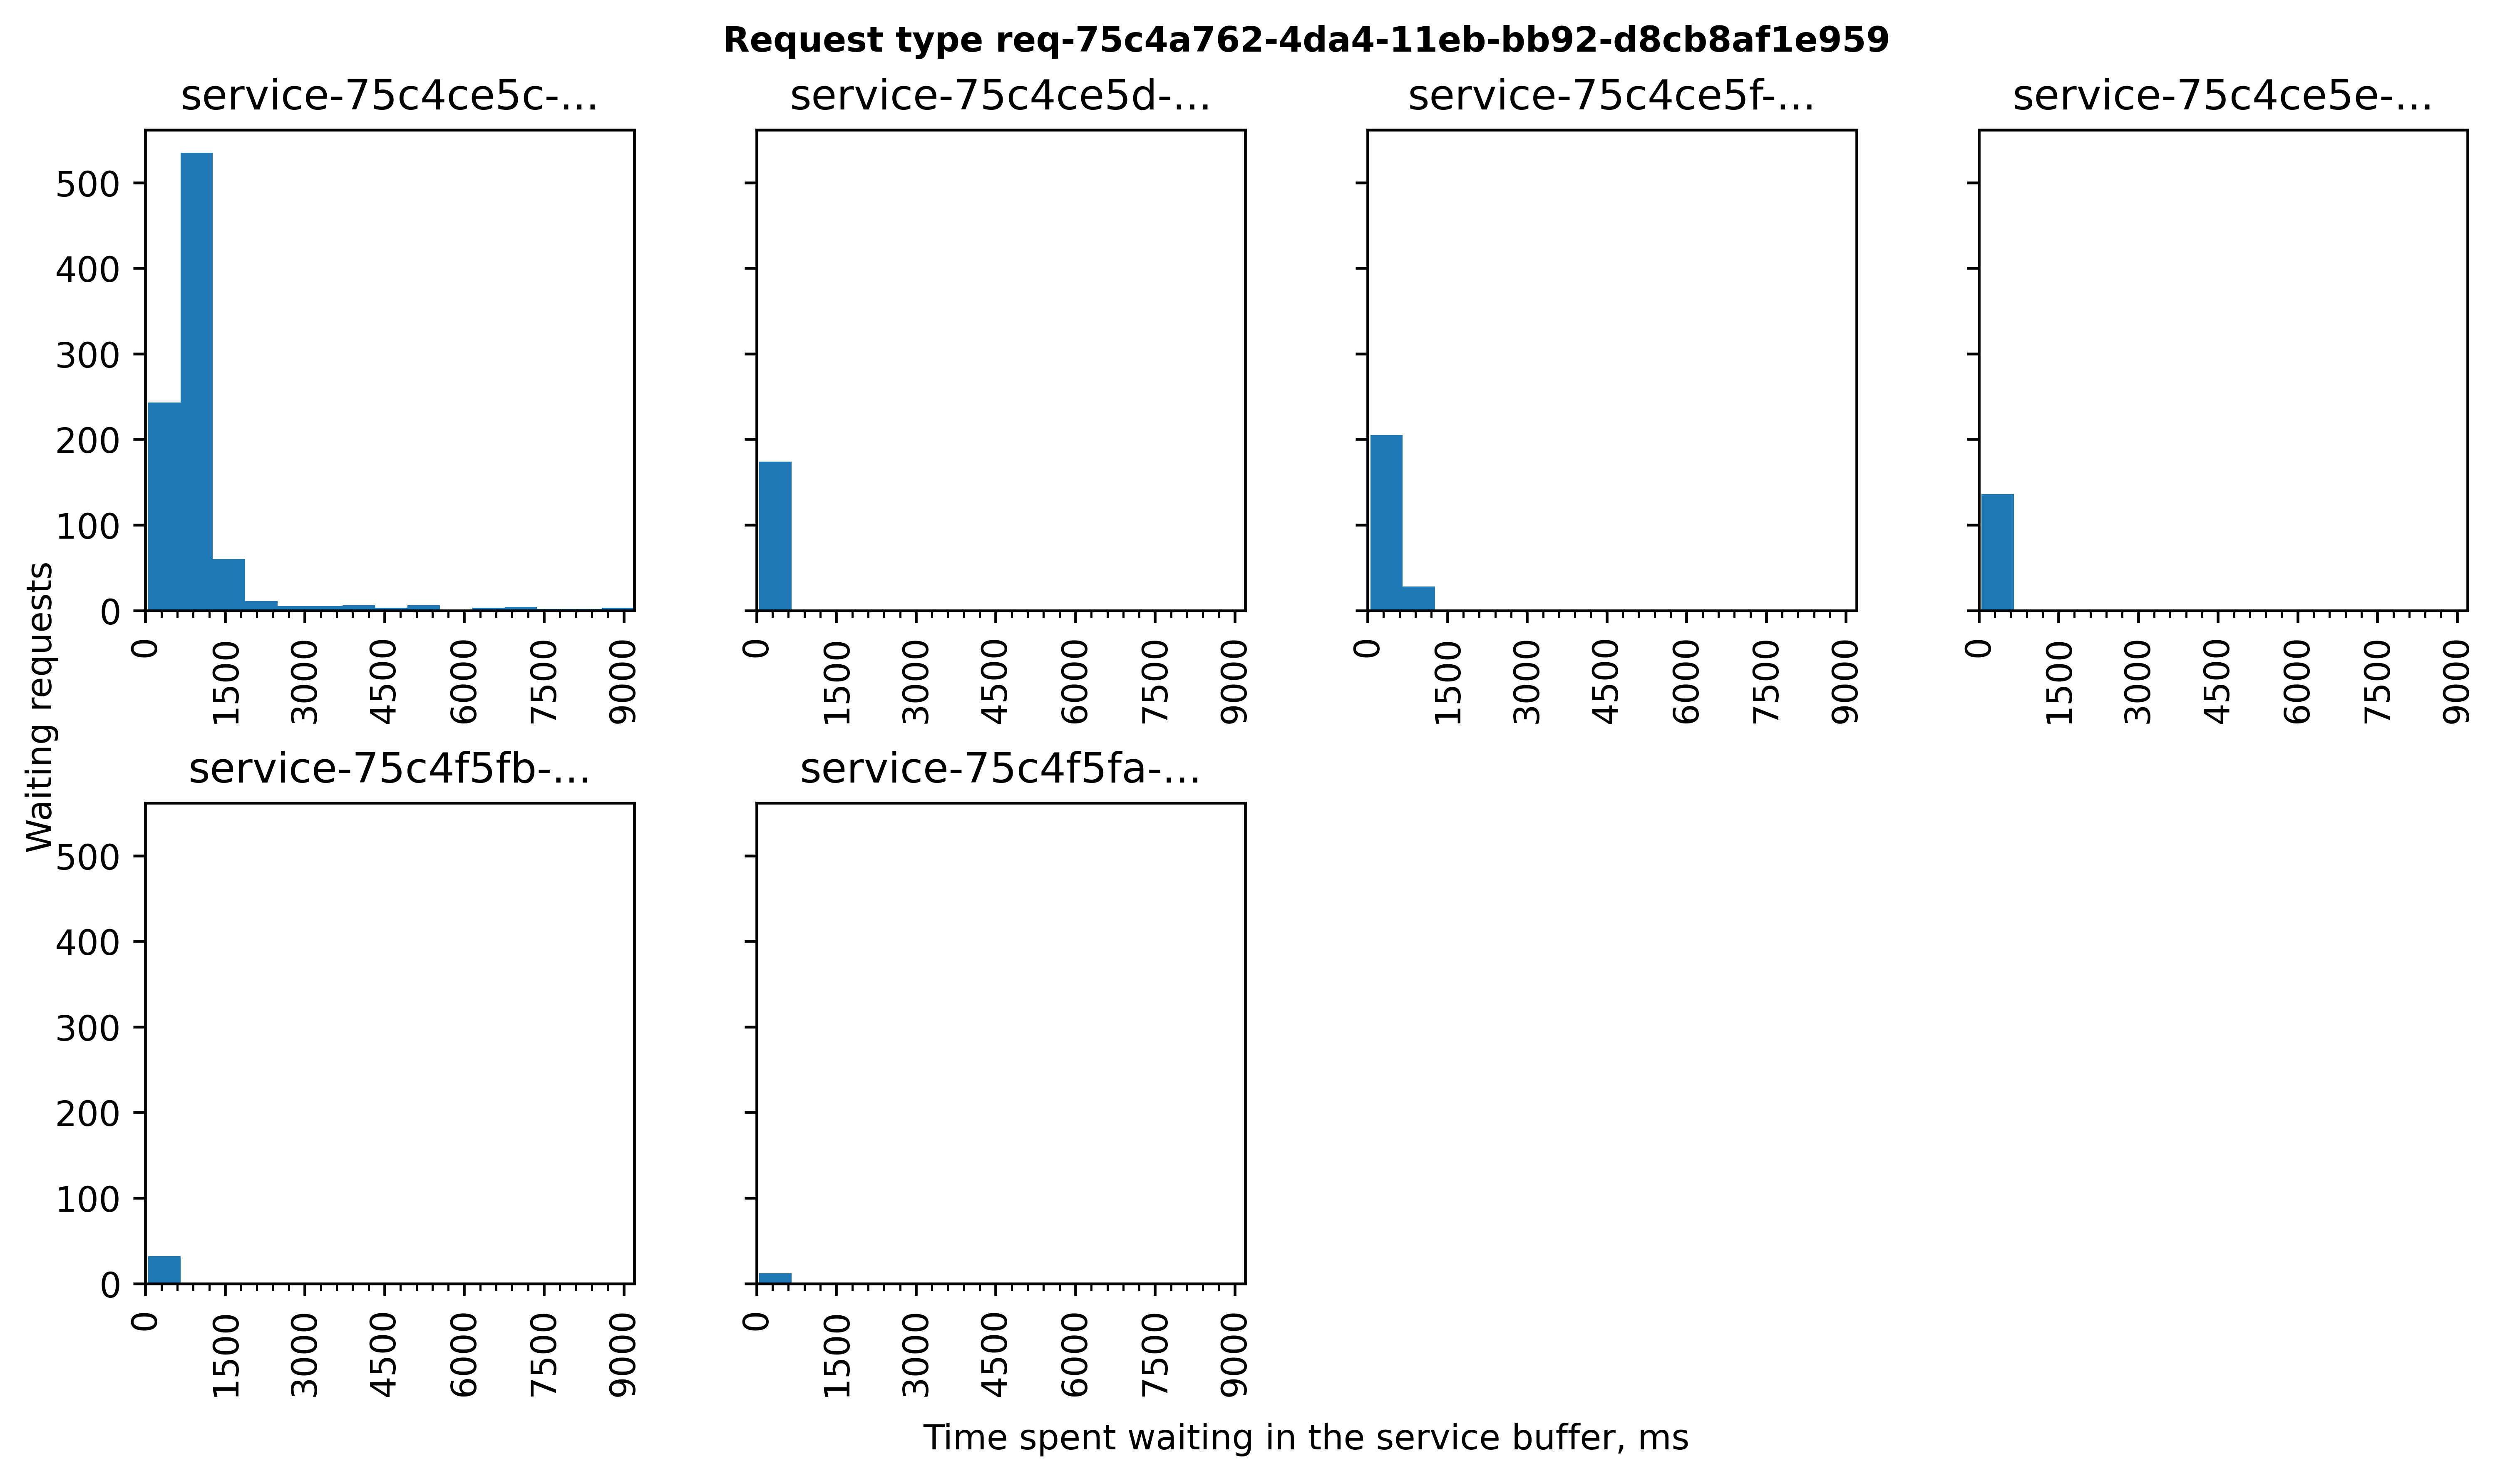 Request type req-75c4a762-4da4-11eb-bb92-d8cb8af1e959
service-75c4ce5c-...
service-75c4ce5d-...
service-75c4ce5f-...
service-75c4ce5e-...
500
400
300
200
100
0
0 1500 3000 4500 6000 7500 9000
0 1500 3000 4500 6000 7500 9000
0 1500 3000 4500 6000 7500 9000
0 1500 3000 4500 6000 7500 9000
Waiting requests
service-75c4f5fb-...
service-75c4f5fa-...
500
400
300
200
100
0
0 1500 3000 4500 6000 7500 9000
0 1500 3000 4500 6000 7500 9000
Time spent waiting in the service buffer, ms